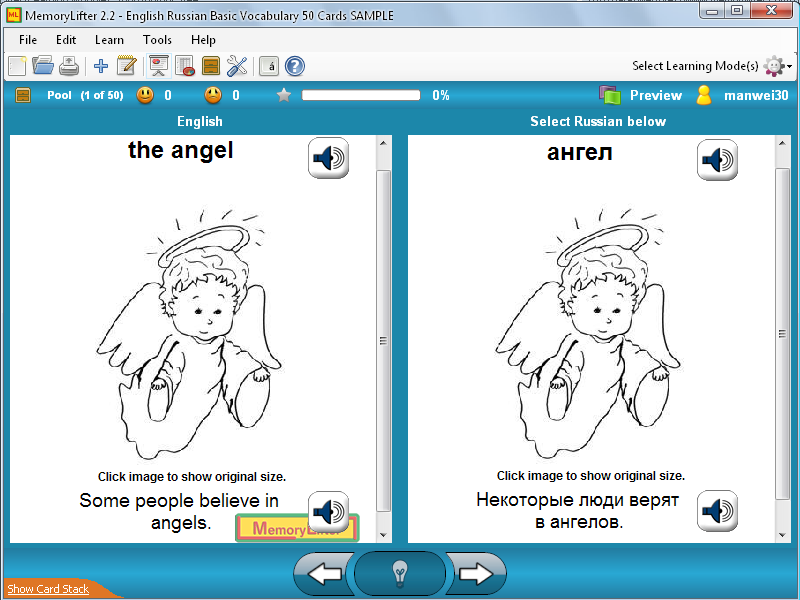 MemoryLifter 2.2 - English Russian Basic Vocabulary 50 Cards SAMPLE
File Edit Learn Tools Help
Select Learning Mode(s)
Pool (1 of 50) 0 0 0% Preview manwei30
English
Select Russian below
the angel
Click image to show original size.
Some people believe in
angels.
MemoryLifter
ангел
Click image to show original size.
Некоторые люди верят
в ангелов.
Show Card Stack